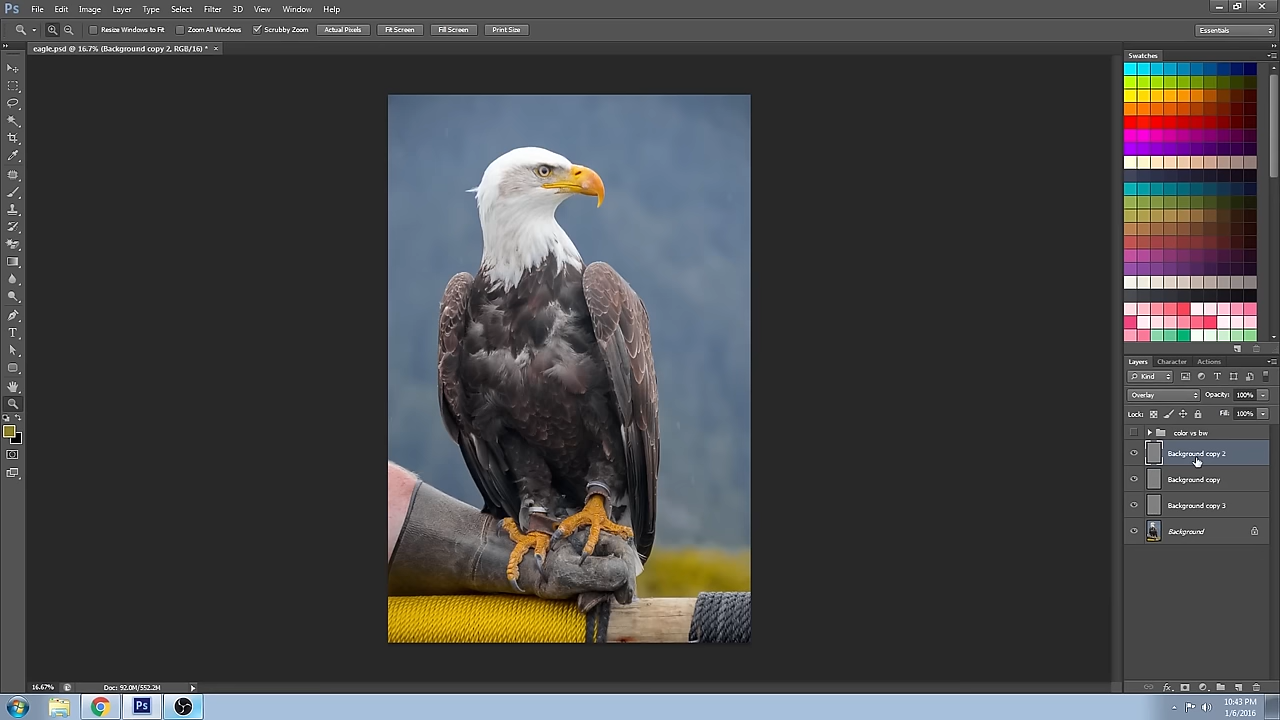 Ps File Edit Image Layer Type Select Filter 3D View Window Help
Resize Windows to Fit Zoom All Windows Scrubby Zoom Actual Pixels Fit Screen Fill Screen Print Size Essentials
eagle.psd @ 16.7% (Background copy 2, RGB/16) * ×
Swatches
Layers Character Actions
Kind
Overlay Opacity: 100%
Lock: Fill: 100%
color vs bw
Background copy 2
Background copy
Background copy 3
Background
16.67% Doc: 92.0M/552.2M
Ps
10:43 PM
1/6/2016